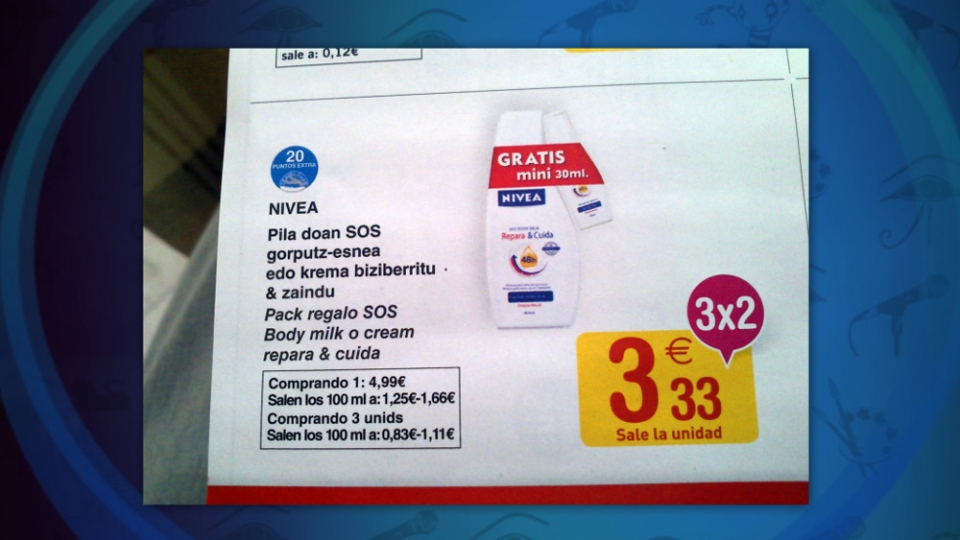 sale a: 0,12€
20
PUNTOS EXTRA
NIVEA
Pila doan SOS
gorputz-esnea
edo krema biziberritu
& zaindu
Pack regalo SOS
Body milk o cream
repara & cuida
Comprando 1: 4,99€
Salen los 100 ml a: 1,25€-1,66€
Comprando 3 unids
Salen los 100 ml a: 0,83€-1,11€
GRATIS
mini 30ml.
NIVEA
Repara & Cuida
48h
3x2
3€33
Sale la unidad